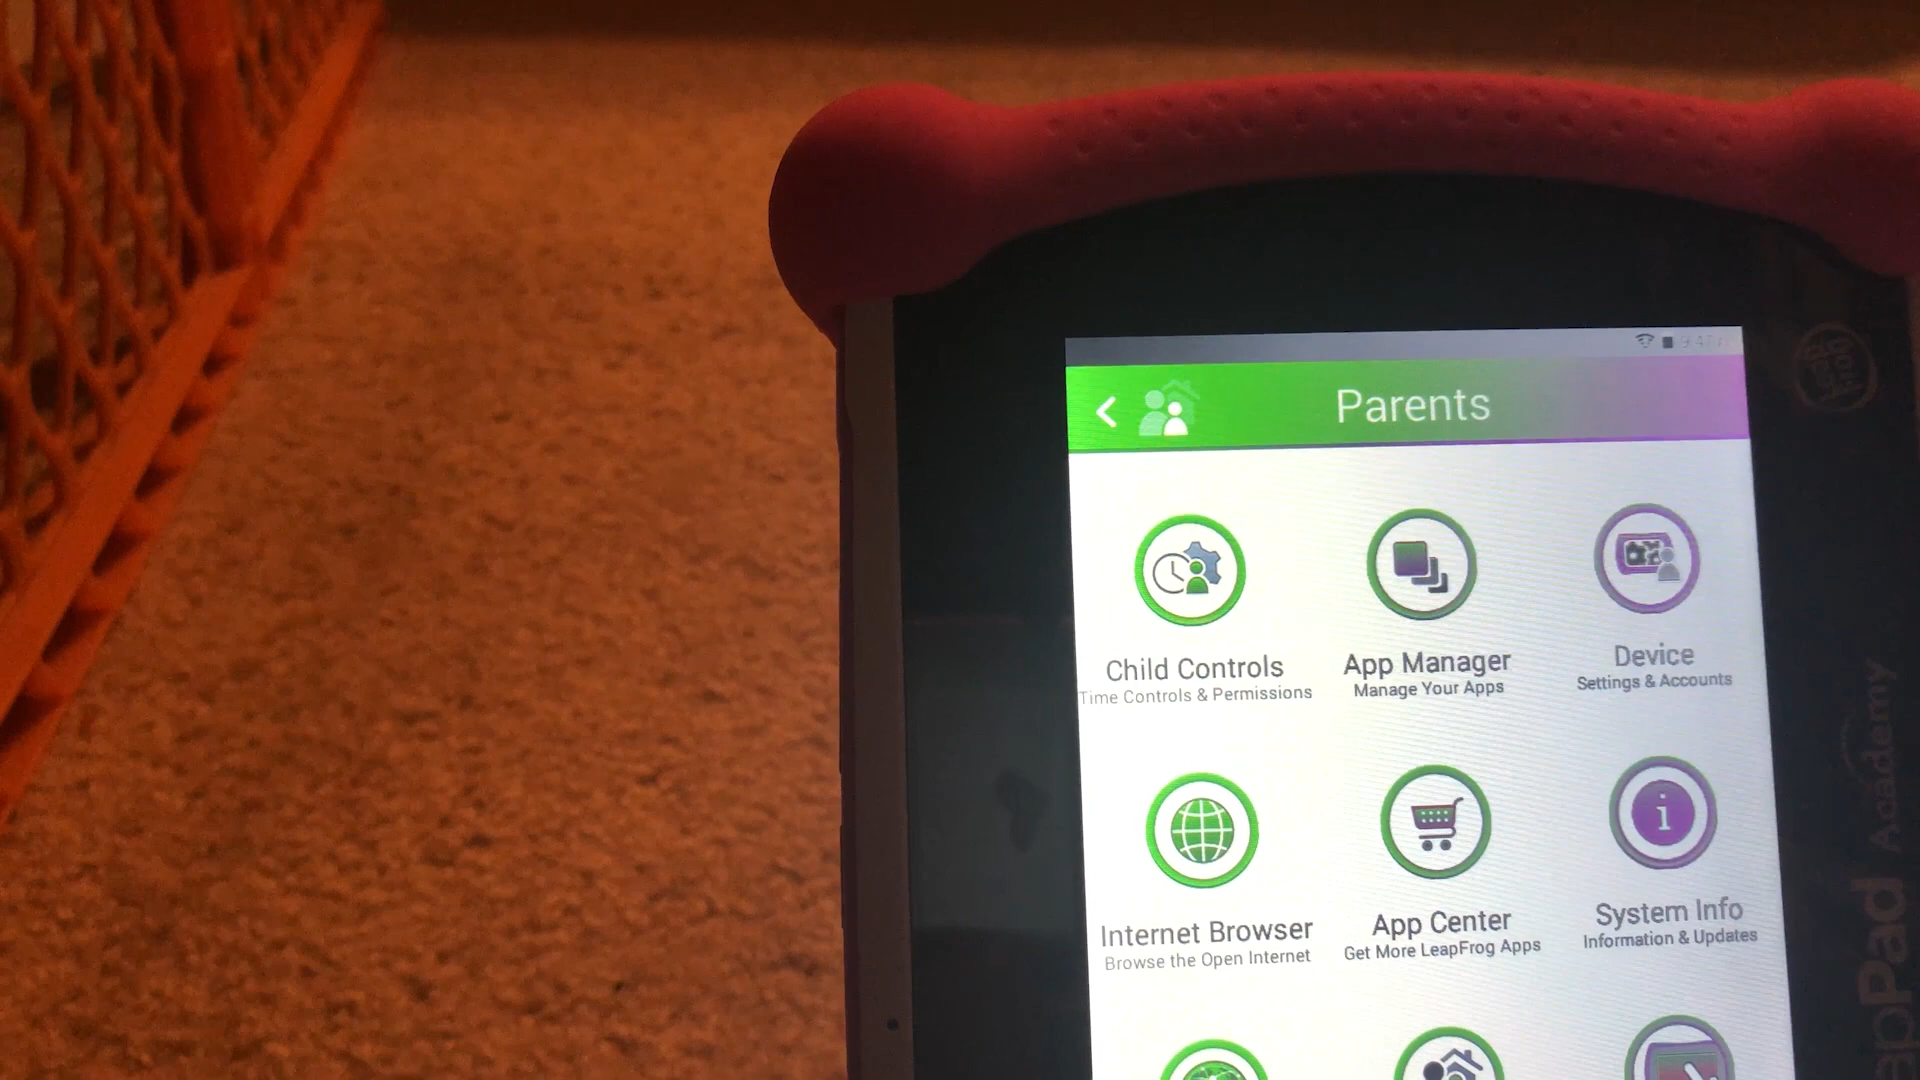 Parents
Child Controls
Time Controls & Permissions
App Manager
Manage Your Apps
Device
Settings & Accounts
Internet Browser
Browse the Open Internet
App Center
Get More LeapFrog Apps
System Info
Information & Updates
Academy